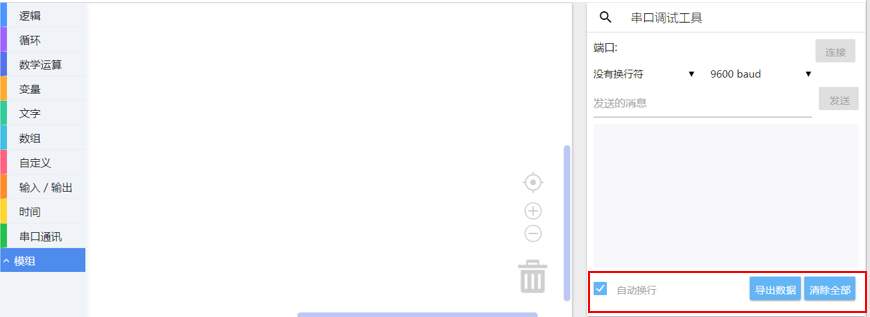 逻辑
循环
数学运算
变量
文字
数组
自定义
输入 / 输出
时间
串口通讯
模组
串口调试工具
端口:
连接
没有换行符
9600 baud
发送的消息
发送
自动换行
导出数据
清除全部